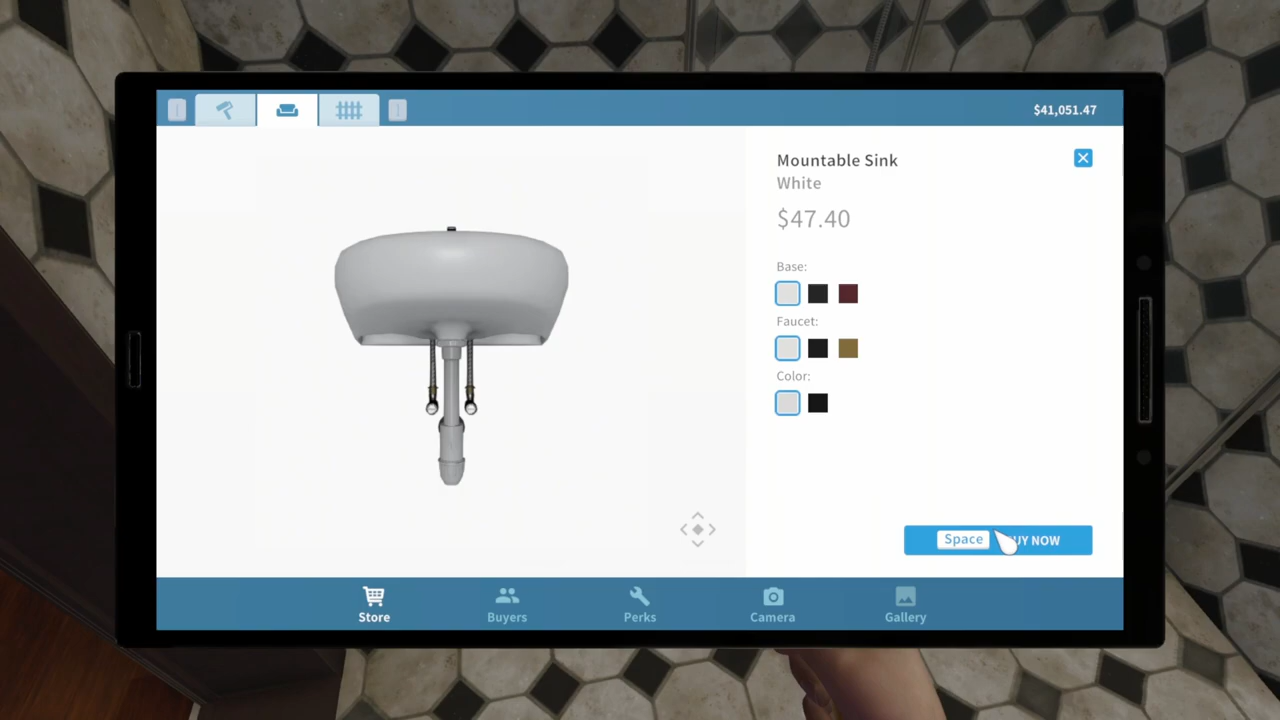 $41,051.47
Mountable Sink
White
$47.40
Base:
Faucet:
Color:
Space
UY NOW
Store
Buyers
Perks
Camera
Gallery